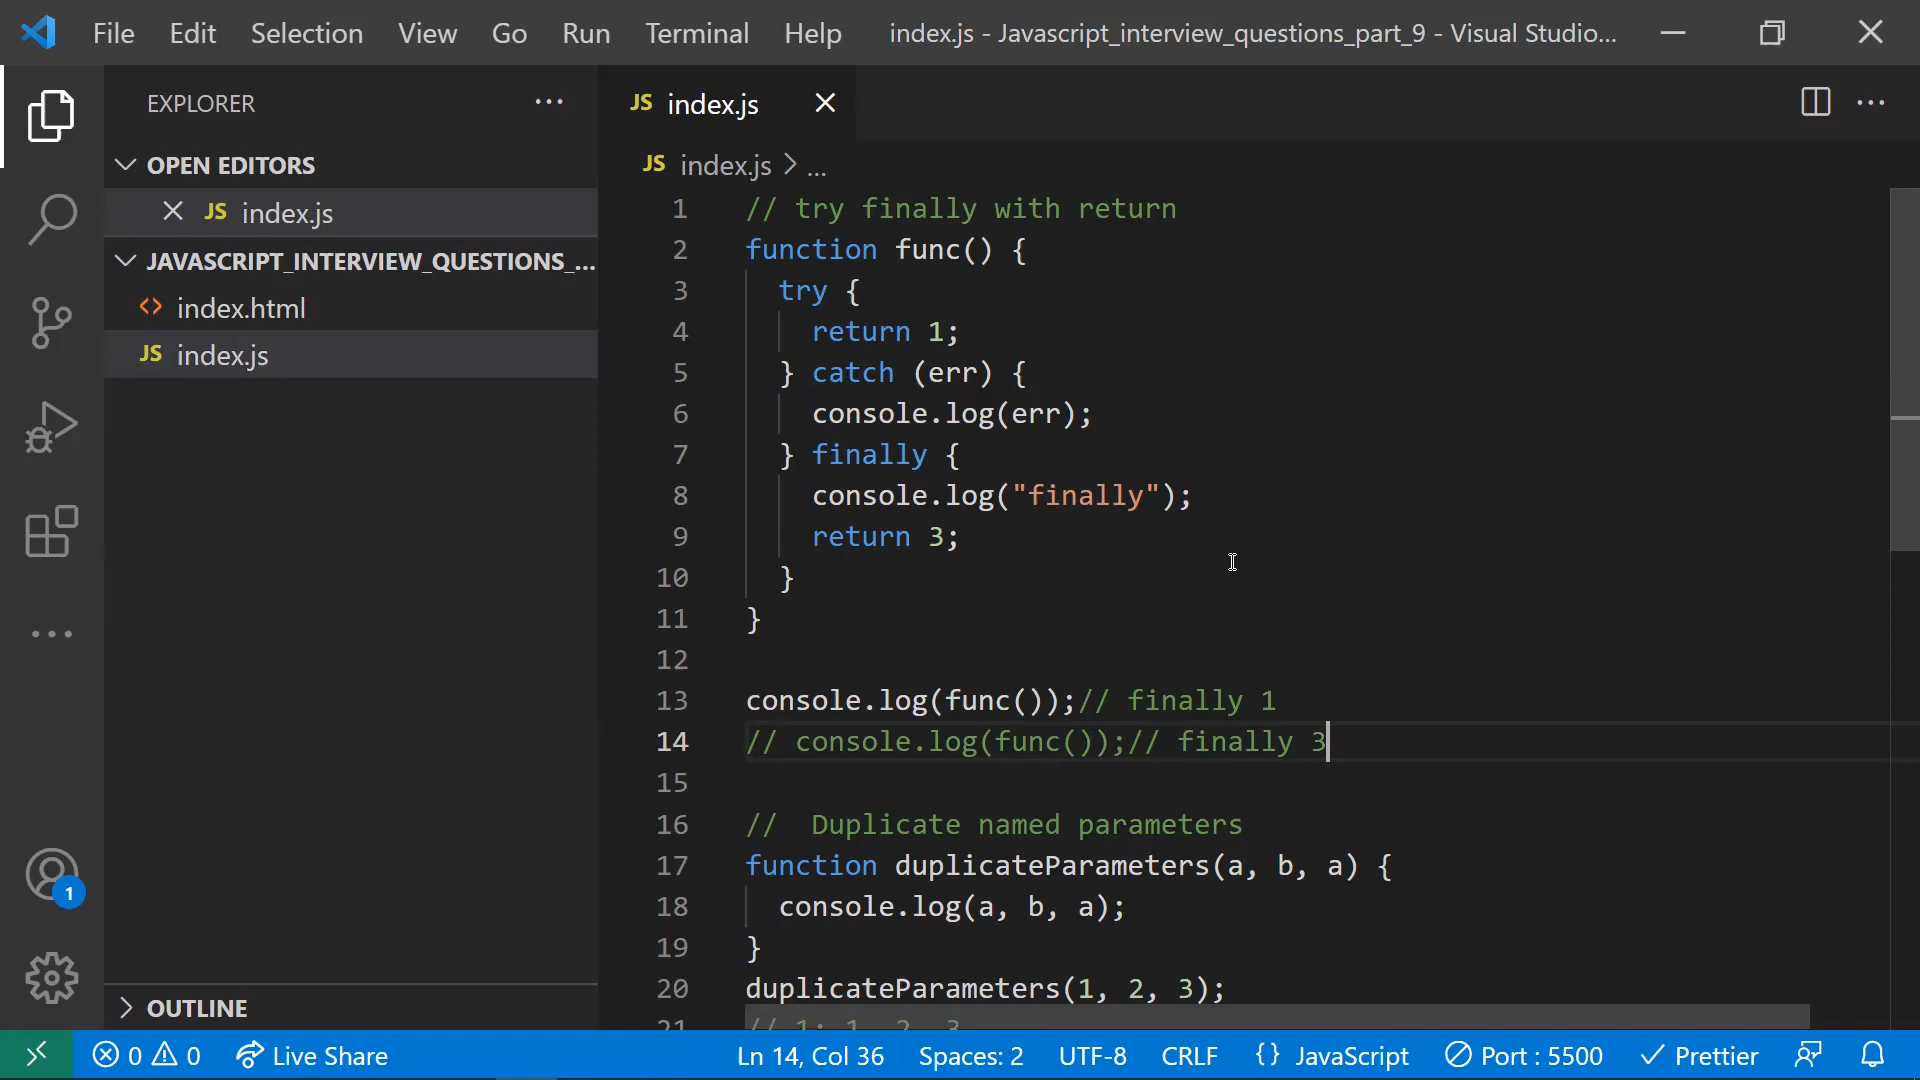 File Edit Selection View Go Run Terminal Help index.js - Javascript_interview_questions_part_9 - Visual Studio...
EXPLORER ...
OPEN EDITORS
JS index.js
JAVASCRIPT_INTERVIEW_QUESTIONS_...
<> index.html
JS index.js
OUTLINE
JS index.js
JS index.js > ...
1 // try finally with return
2 function func() {
3 try {
4 return 1;
5 } catch (err) {
6 console.log(err);
7 } finally {
8 console.log("finally");
9 return 3;
10 }
11 }
12
13 console.log(func());// finally 1
14 // console.log(func());// finally 3
15
16 //  Duplicate named parameters
17 function duplicateParameters(a, b, a) {
18 console.log(a, b, a);
19 }
20 duplicateParameters(1, 2, 3);
21 // 1: 1, 2, 3
1
0 0 Live Share Ln 14, Col 36 Spaces: 2 UTF-8 CRLF {} JavaScript Port : 5500 Prettier